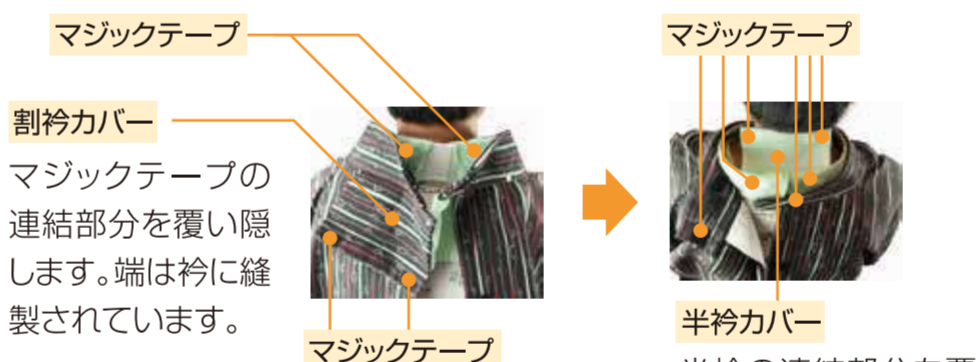 マジックテープ
マジックテープ
割衿カバー
マジックテープの
連結部分を覆い隠
します。端は衿に縫
製されています。
マジックテープ
半衿カバー